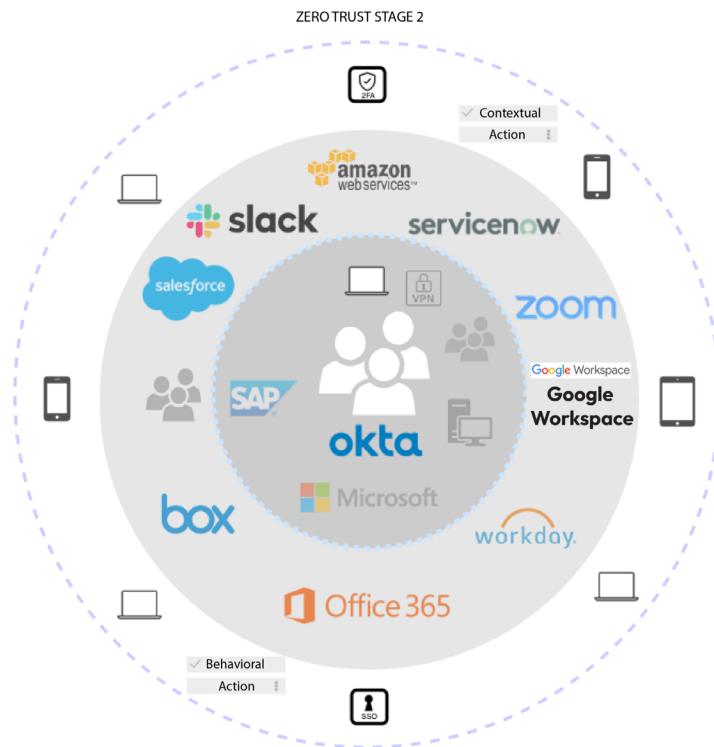 ZERO TRUST STAGE 2
2FA
Contextual
Action
amazon
web services™
slack
servicenow
salesforce
VPN
zoom
Google Workspace
Google
Workspace
SAP
okta
Microsoft
box
workday.
Office 365
Behavioral
Action
SSO